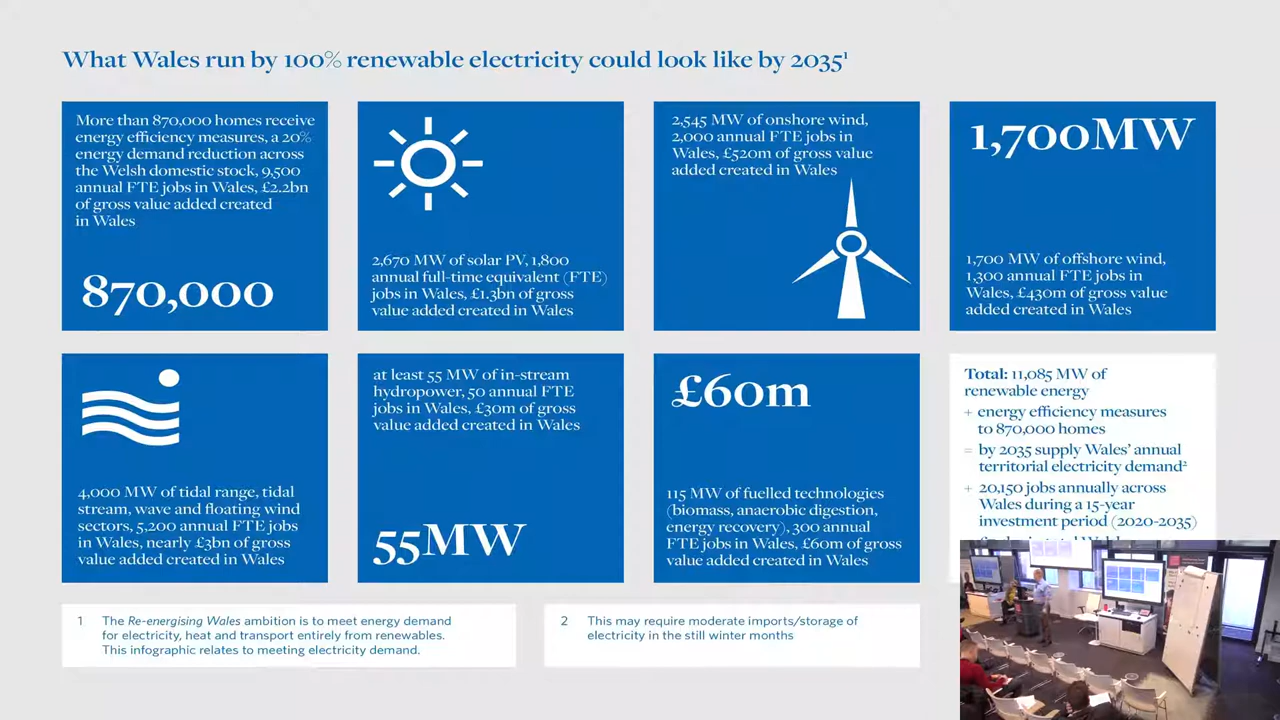 What Wales run by 100% renewable electricity could look like by 2035¹
More than 870,000 homes receive
energy efficiency measures, a 20%
energy demand reduction across
the Welsh domestic stock, 9,500
annual FTE jobs in Wales, £2.2bn
of gross value added created
in Wales
870,000
2,670 MW of solar PV, 1,800
annual full-time equivalent (FTE)
jobs in Wales, £1.3bn of gross
value added created in Wales
2,545 MW of onshore wind,
2,000 annual FTE jobs in
Wales, £520m of gross value
added created in Wales
1,700MW
1,700 MW of offshore wind,
1,300 annual FTE jobs in
Wales, £430m of gross value
added created in Wales
4,000 MW of tidal range, tidal
stream, wave and floating wind
sectors, 5,200 annual FTE jobs
in Wales, nearly £3bn of gross
value added created in Wales
at least 55 MW of in-stream
hydropower, 50 annual FTE
jobs in Wales, £30m of gross
value added created in Wales
55MW
£60m
115 MW of fuelled technologies
(biomass, anaerobic digestion,
energy recovery), 300 annual
FTE jobs in Wales, £60m of gross
value added created in Wales
Total: 11,085 MW of
renewable energy
+ energy efficiency measures
to 870,000 homes
= by 2035 supply Wales' annual
territorial electricity demand²
+ 20,150 jobs annually across
Wales during a 15-year
investment period (2020-2035)
1 The Re-energising Wales ambition is to meet energy demand
for electricity, heat and transport entirely from renewables.
This infographic relates to meeting electricity demand.
2 This may require moderate imports/storage of
electricity in the still winter months